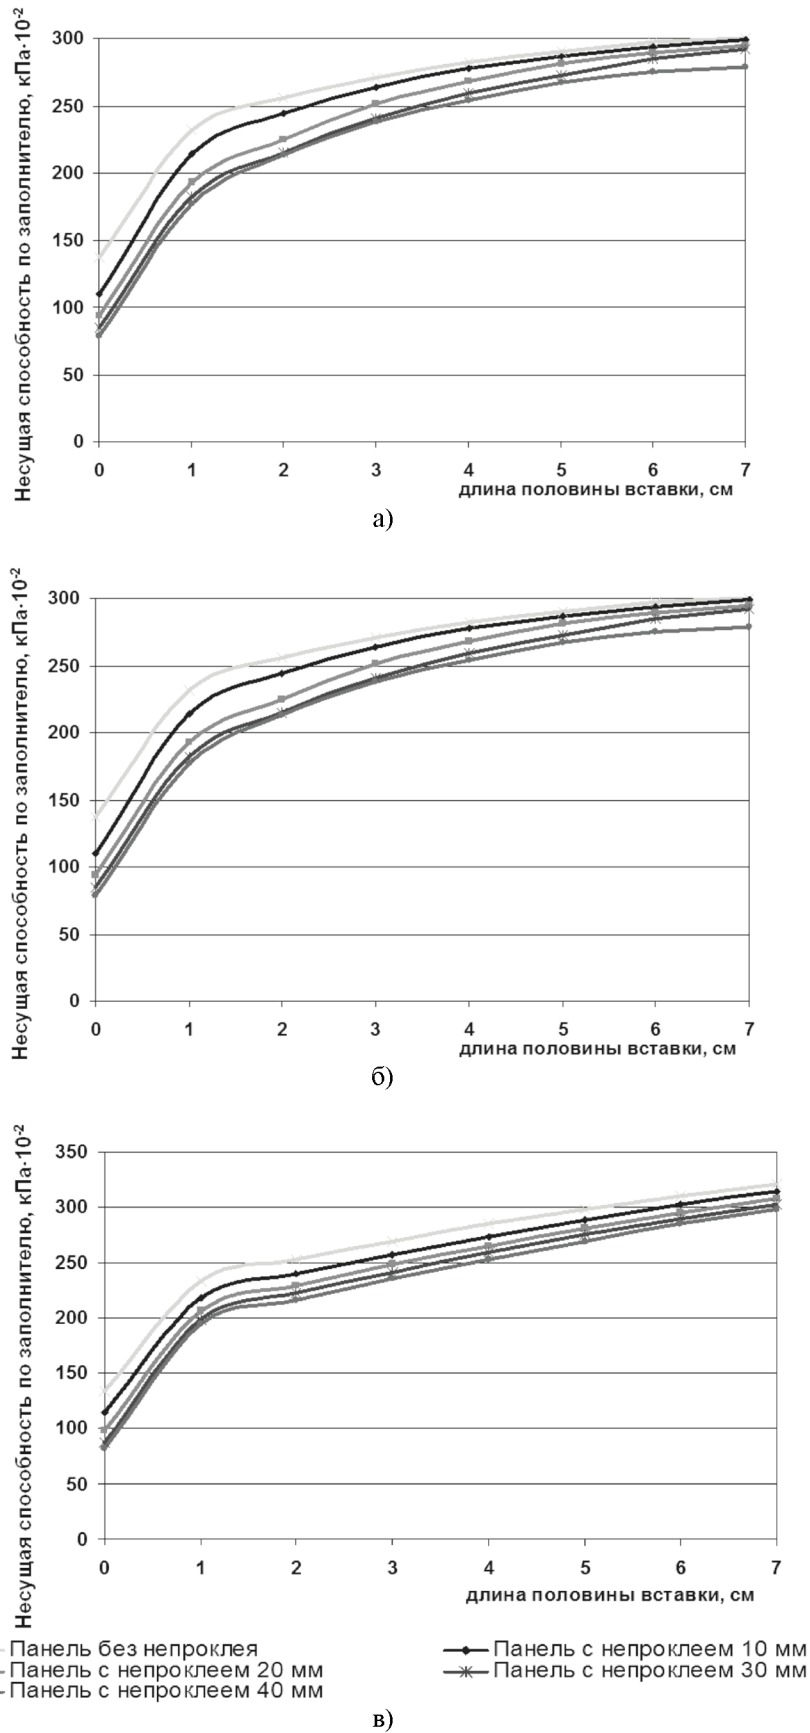 Несущая способность по заполнителю, кПа·10-2
300
250
200
150
100
50
0
0 1 2 3 4 5 6 7
длина половины вставки, см
а)
Несущая способность по заполнителю, кПа·10-2
300
250
200
150
100
50
0
0 1 2 3 4 5 6 7
длина половины вставки, см
б)
Несущая способность по заполнителю, кПа·10-2
350
300
250
200
150
100
50
0
0 1 2 3 4 5 6 7
длина половины вставки, см
Панель без непроклея
Панель с непроклеем 10 мм
Панель с непроклеем 20 мм
Панель с непроклеем 30 мм
Панель с непроклеем 40 мм
в)